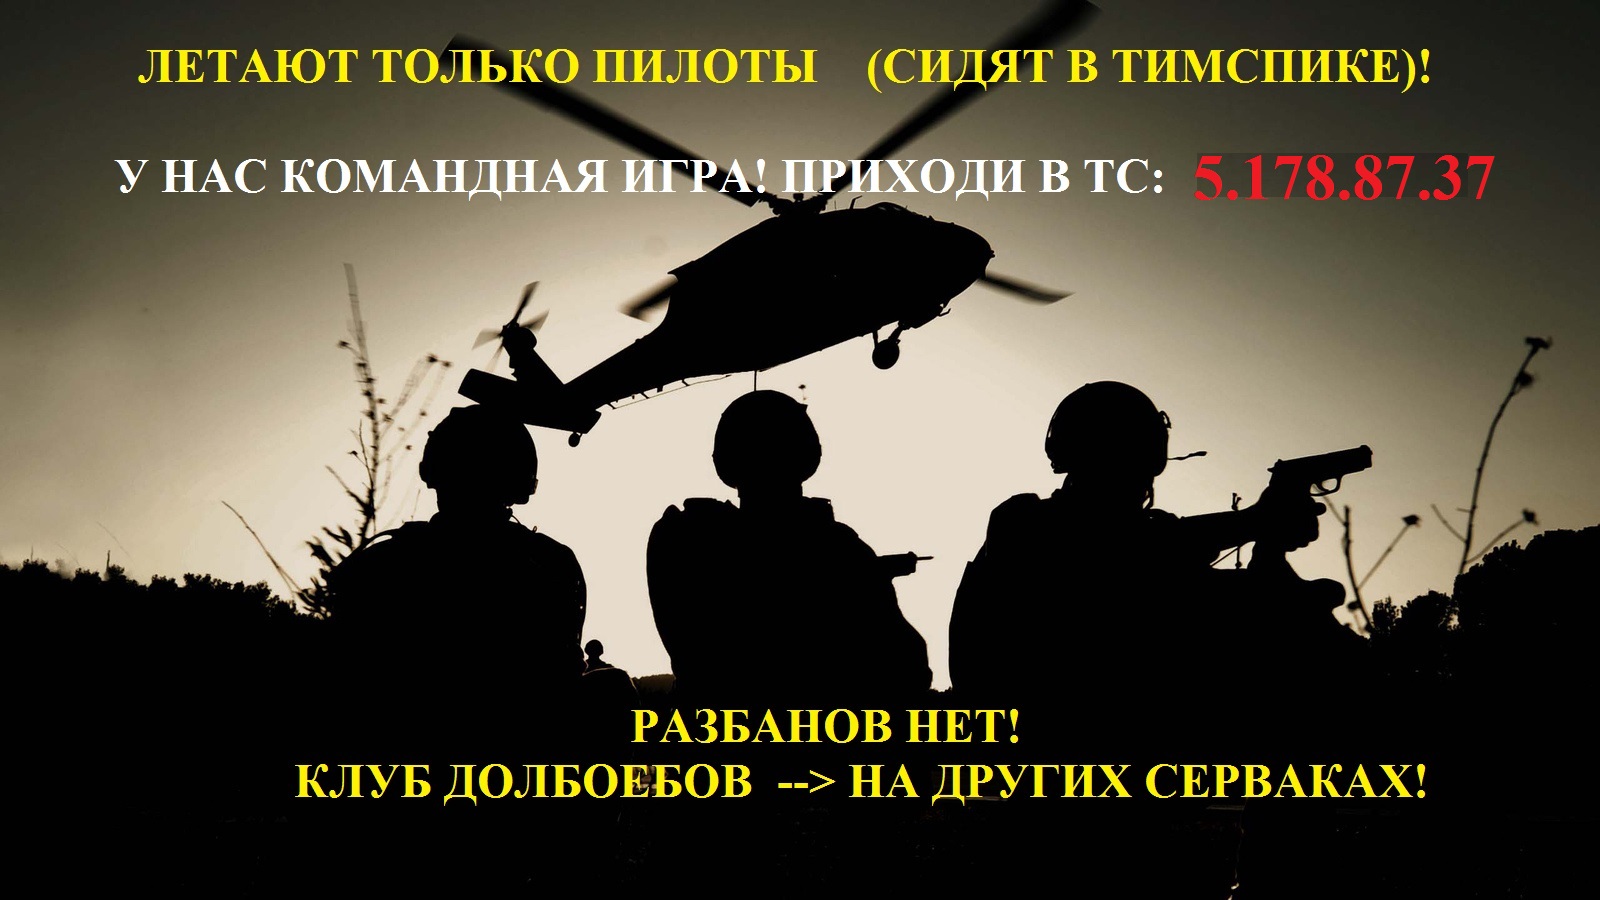 ЛЕТАЮТ ТОЛЬКО ПИЛОТЫ (СИДЯТ В ТИМСПИКЕ)!
У НАС КОМАНДНАЯ ИГРА! ПРИХОДИ В ТС: 5.178.87.37
РАЗБАНОВ НЕТ!
КЛУБ ДОЛБОЕБОВ --> НА ДРУГИХ СЕРВАКАХ!